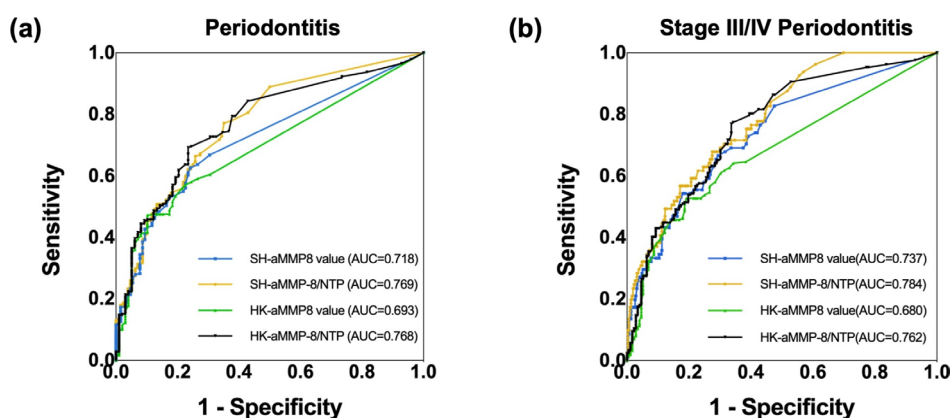 (a)
Periodontitis
1.0
0.8
0.6
0.4
0.2
0.0
Sensitivity
SH-aMMP8 value (AUC=0.718)
SH-aMMP-8/NTP (AUC=0.769)
HK-aMMP8 value (AUC=0.693)
HK-aMMP-8/NTP (AUC=0.768)
0.0 0.2 0.4 0.6 0.8 1.0
1 - Specificity
(b)
Stage III/IV Periodontitis
1.0
0.8
0.6
0.4
0.2
0.0
Sensitivity
SH-aMMP8 value(AUC=0.737)
SH-aMMP-8/NTP(AUC=0.784)
HK-aMMP8 value(AUC=0.680)
HK-aMMP-8/NTP(AUC=0.762)
0.0 0.2 0.4 0.6 0.8 1.0
1 - Specificity